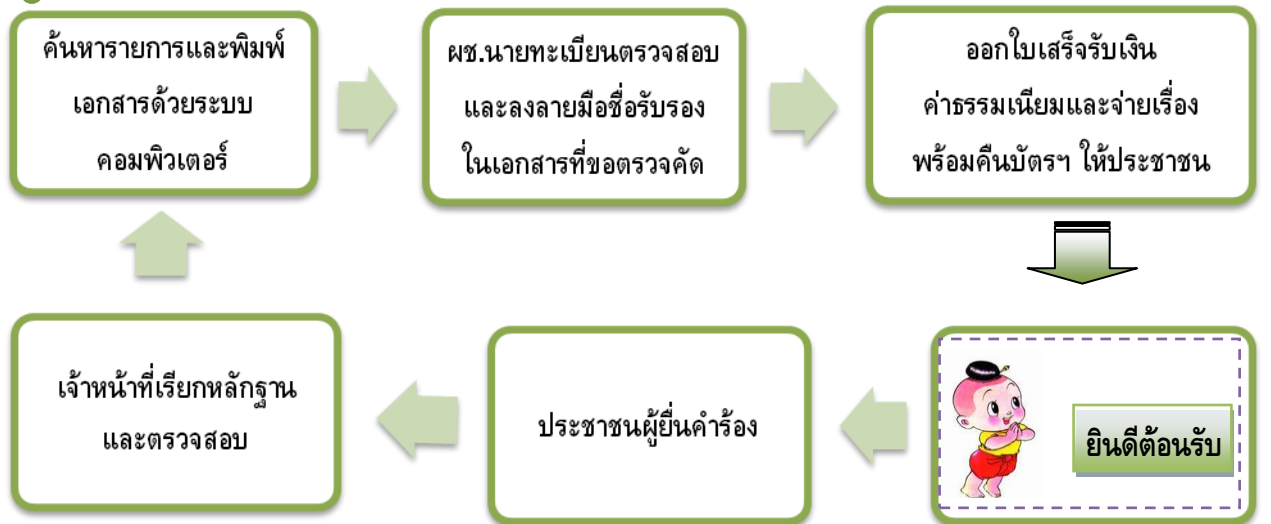 ค้นหารายการและพิมพ์
เอกสารด้วยระบบ
คอมพิวเตอร์
ผช.นายทะเบียนตรวจสอบ
และลงลายมือชื่อรับรอง
ในเอกสารที่ขอตรวจคัด
ออกใบเสร็จรับเงิน
ค่าธรรมเนียมและจ่ายเรื่อง
พร้อมคืนบัตรฯ ให้ประชาชน
เจ้าหน้าที่เรียกหลักฐาน
และตรวจสอบ
ประชาชนผู้ยื่นคำร้อง
ยินดีต้อนรับ